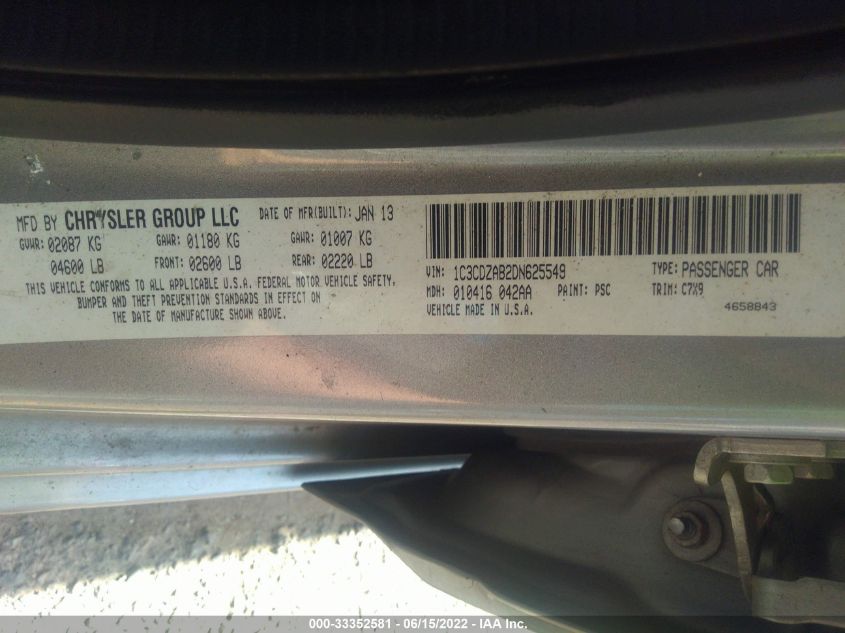 MFD BY CHRYSLER GROUP LLC DATE OF MFR(BUILT): JAN 13
GVWR: 02087 KG GAWR: 01180 KG GAWR: 01007 KG
04600 LB FRONT: 02600 LB REAR: 02220 LB
THIS VEHICLE CONFORMS TO ALL APPLICABLE U.S.A. FEDERAL MOTOR VEHICLE SAFETY,
BUMPER AND THEFT PREVENTION STANDARDS IN EFFECT ON
THE DATE OF MANUFACTURE SHOWN ABOVE.
VIN: 1C3CDZAB2DN625549 TYPE: PASSENGER CAR
MDH: 010416 042AA PAINT: PSC TRIM: C7X9
VEHICLE MADE IN U.S.A. 4658843
000-33352581 - 06/15/2022 - IAA Inc.